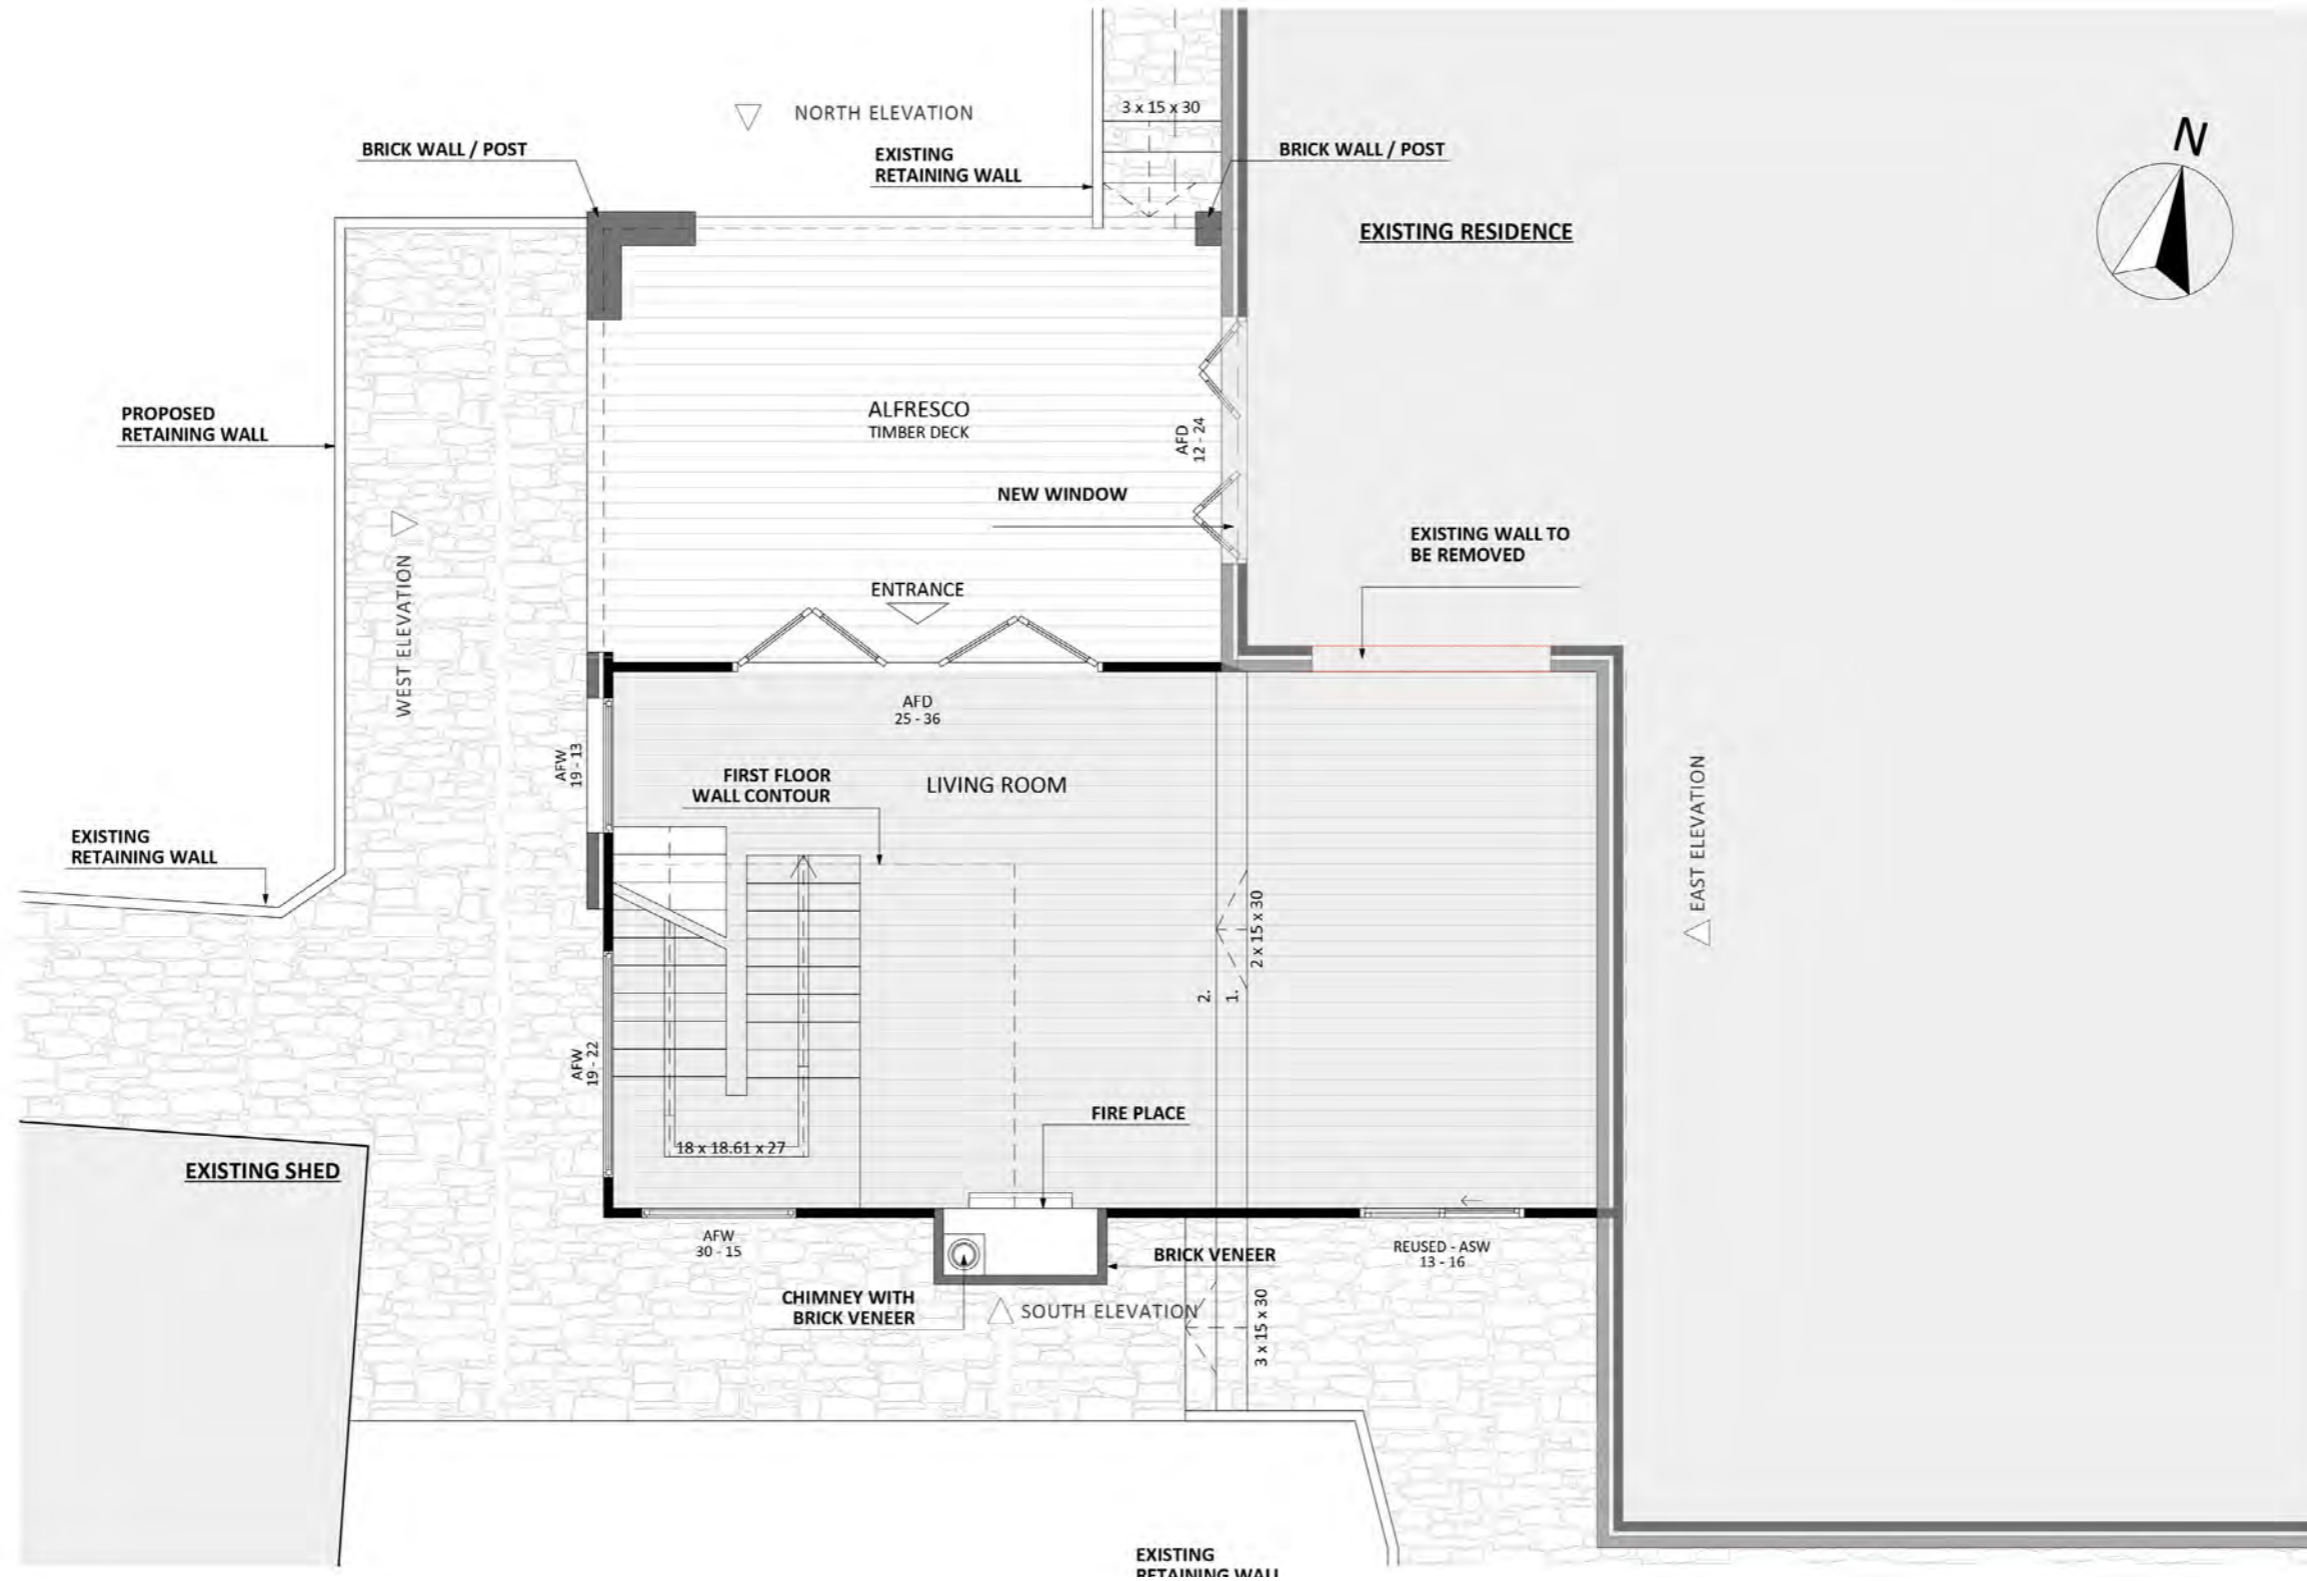 3 x 15 x 30
NORTH ELEVATION
N
BRICK WALL / POST
EXISTING
RETAINING WALL
BRICK WALL / POST
EXISTING RESIDENCE
PROPOSED
RETAINING WALL
ALFRESCO
TIMBER DECK
AFD
12 - 24
NEW WINDOW
EXISTING WALL TO
BE REMOVED
WEST ELEVATION
ENTRANCE
AFD
25 - 36
AFW
19 - 13
FIRST FLOOR
WALL CONTOUR
LIVING ROOM
EAST ELEVATION
EXISTING
RETAINING WALL
2 x 15 x 30
2.
1.
AFW
19 - 22
FIRE PLACE
18 x 18.61 x 27
EXISTING SHED
AFW
30 - 15
BRICK VENEER
REUSED - ASW
13 - 16
CHIMNEY WITH
BRICK VENEER
SOUTH ELEVATION
3 x 15 x 30
EXISTING
RETAINING WALL